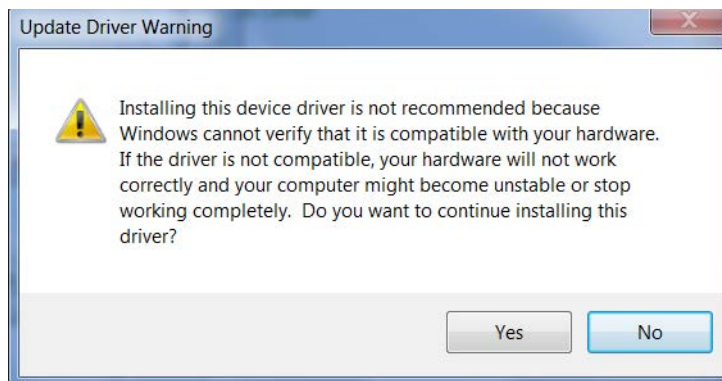 Update Driver Warning
Installing this device driver is not recommended because
Windows cannot verify that it is compatible with your hardware.
If the driver is not compatible, your hardware will not work
correctly and your computer might become unstable or stop
working completely.  Do you want to continue installing this
driver?
Yes
No